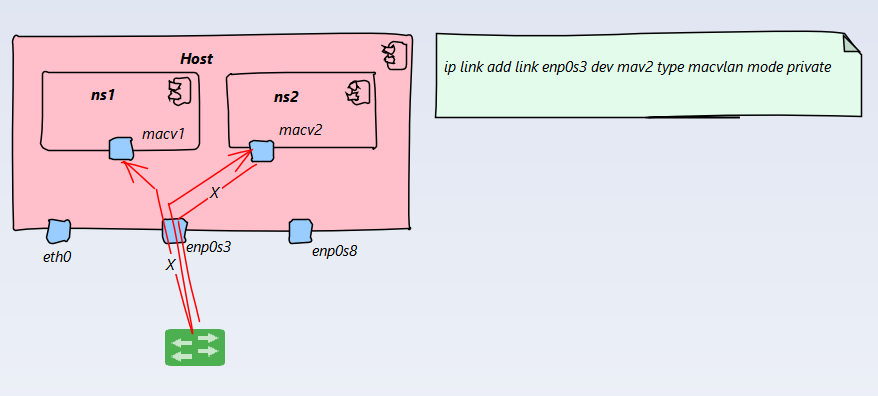 Host
ip link add link enp0s3 dev mav2 type macvlan mode private
ns1
ns2
macv1
macv2
X
eth0
enp0s3
enp0s8
X